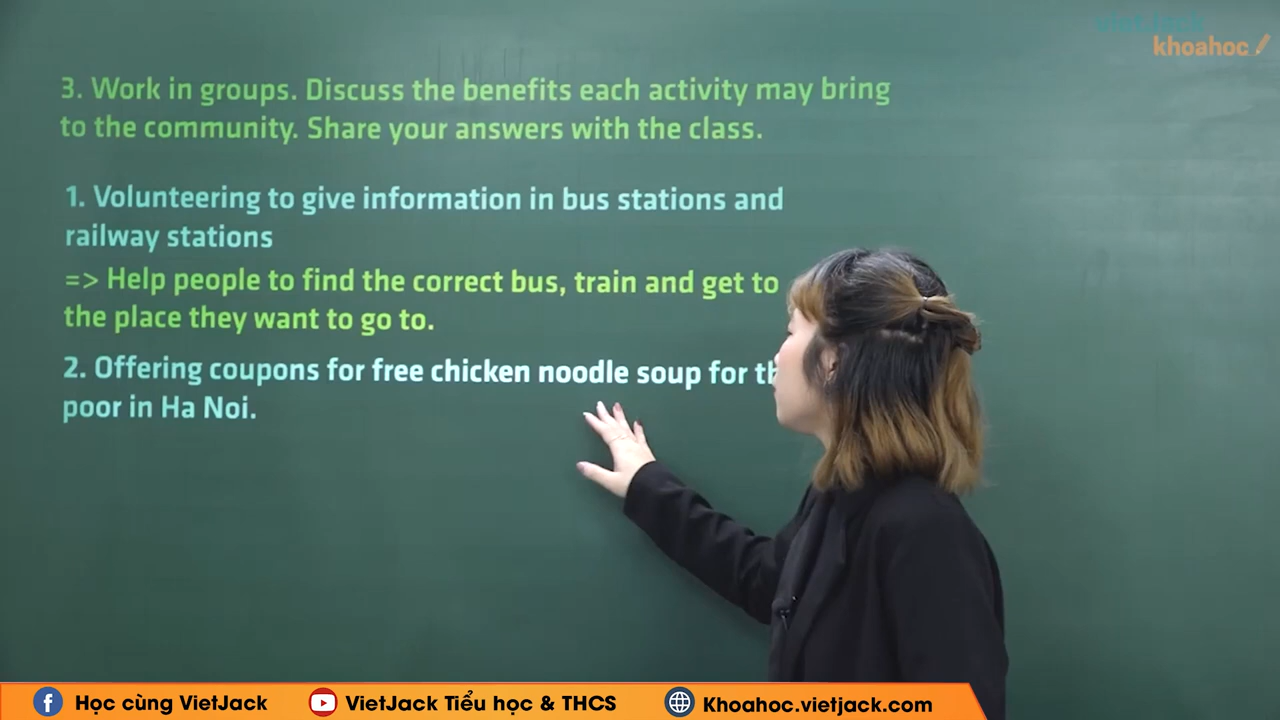 vietJack
khoahoc
3. Work in groups. Discuss the benefits each activity may bring
to the community. Share your answers with the class.
1. Volunteering to give information in bus stations and
railway stations
=> Help people to find the correct bus, train and get to
the place they want to go to.
2. Offering coupons for free chicken noodle soup for th
poor in Ha Noi.
Học cùng VietJack
VietJack Tiểu học & THCS
Khoahoc.vietjack.com